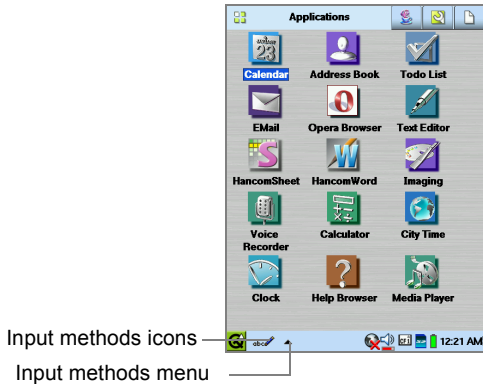 Applications
23
Calendar Address Book Todo List
EMail Opera Browser Text Editor
HancomSheet HancomWord Imaging
Voice Recorder Calculator City Time
Clock Help Browser Media Player
Input methods icons
abc 12:21 AM
Input methods menu